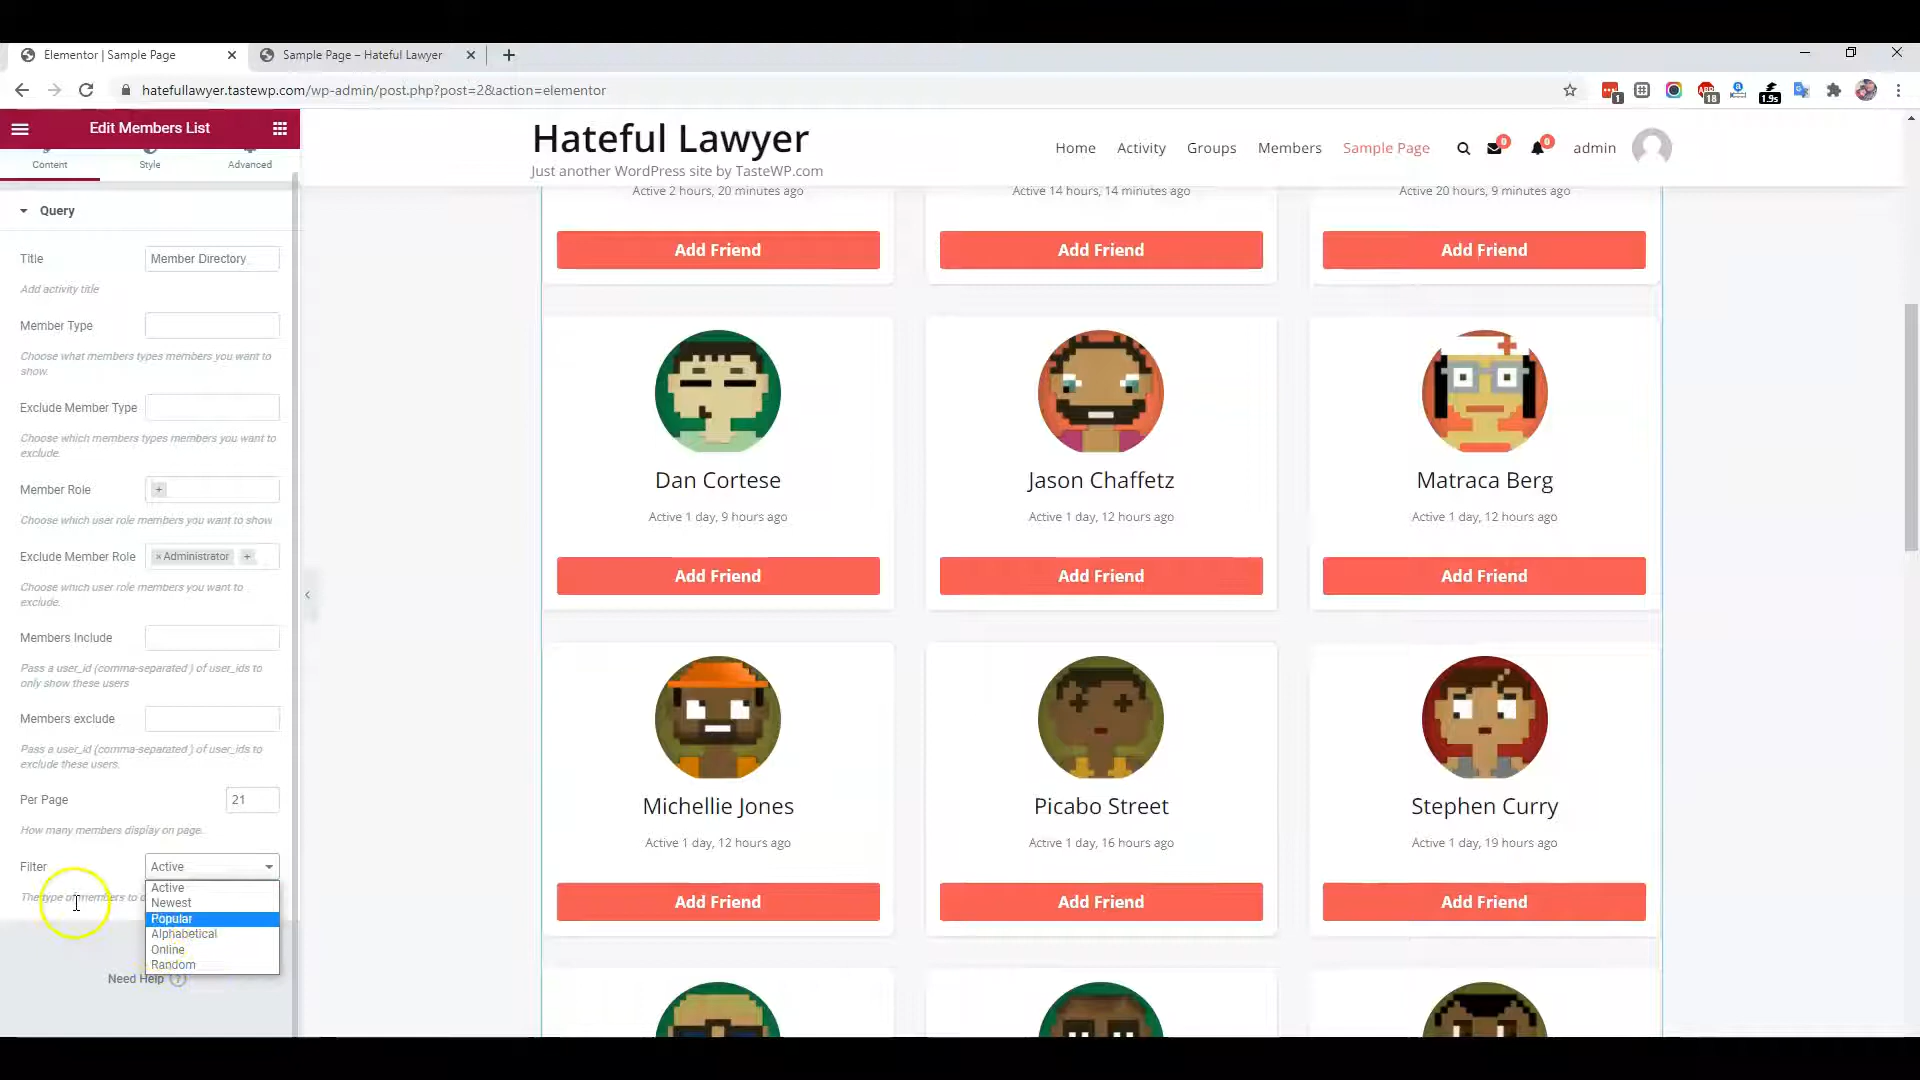 Elementor | Sample Page
Sample Page – Hateful Lawyer
hatefullawyer.tastewp.com/wp-admin/post.php?post=2&action=elementor
1
18
1.9s
Edit Members List
Content
Style
Advanced
Query
Title
Member Directory
Add activity title
Member Type
Choose what members types members you want to
show.
Exclude Member Type
Choose which members types members you want to
exclude.
Member Role
+
Choose which user role members you want to show.
Exclude Member Role
×Administrator +
Choose which user role members you want to
exclude.
Members Include
Pass a user_id (comma-separated ) of user_ids to
only show these users
Members exclude
Pass a user_id (comma-separated ) of user_ids to
exclude these users.
Per Page
21
How many members display on page.
Filter
Active
The type of members to
Active
Newest
Popular
Alphabetical
Online
Random
Need Help ?
Hateful Lawyer
Just another WordPress site by TasteWP.com
Home
Activity
Groups
Members
Sample Page
0
0
admin
Active 2 hours, 20 minutes ago
Active 14 hours, 14 minutes ago
Active 20 hours, 9 minutes ago
Add Friend
Add Friend
Add Friend
Dan Cortese
Jason Chaffetz
Matraca Berg
Active 1 day, 9 hours ago
Active 1 day, 12 hours ago
Active 1 day, 12 hours ago
Add Friend
Add Friend
Add Friend
Michellie Jones
Picabo Street
Stephen Curry
Active 1 day, 12 hours ago
Active 1 day, 16 hours ago
Active 1 day, 19 hours ago
Add Friend
Add Friend
Add Friend